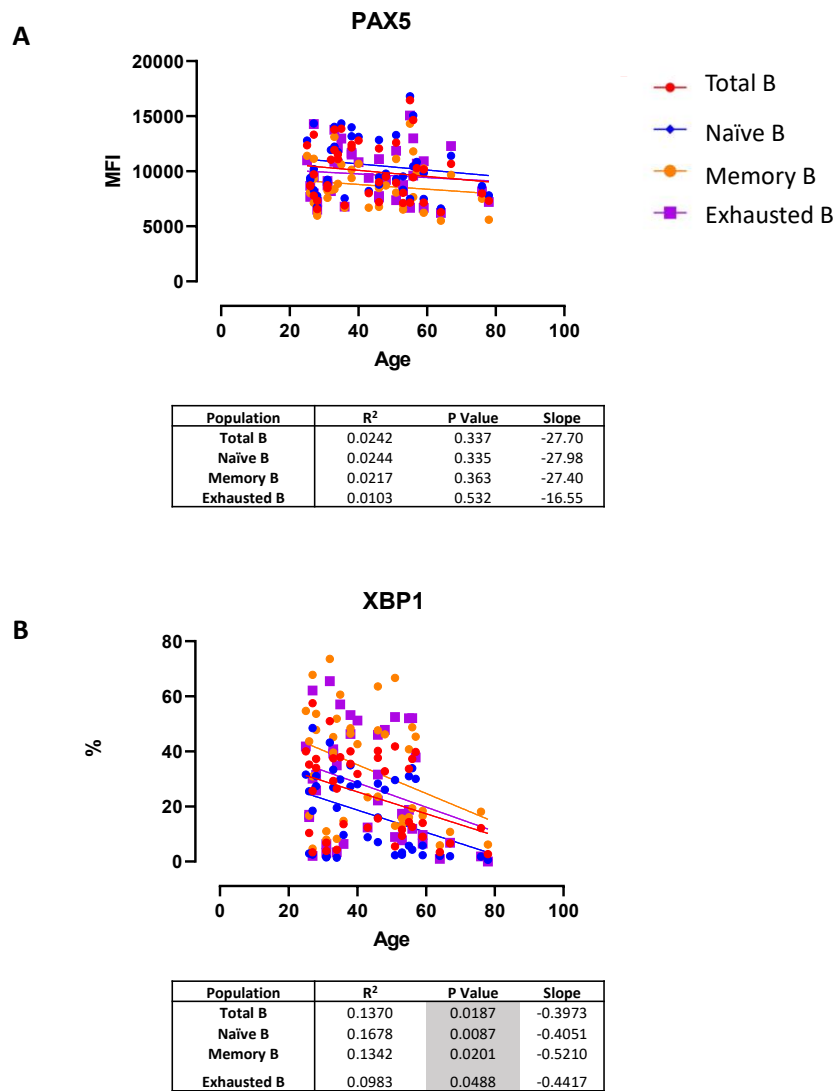 PAX5
A
20000
15000
10000
5000
0
MFI
0 20 40 60 80 100
Age
Total B
Naïve B
Memory B
Exhausted B
Population R² P Value Slope
Total B 0.0242 0.337 -27.70
Naïve B 0.0244 0.335 -27.98
Memory B 0.0217 0.363 -27.40
Exhausted B 0.0103 0.532 -16.55
XBP1
B
80
60
40
20
0
%
0 20 40 60 80 100
Age
Population R² P Value Slope
Total B 0.1370 0.0187 -0.3973
Naïve B 0.1678 0.0087 -0.4051
Memory B 0.1342 0.0201 -0.5210
Exhausted B 0.0983 0.0488 -0.4417